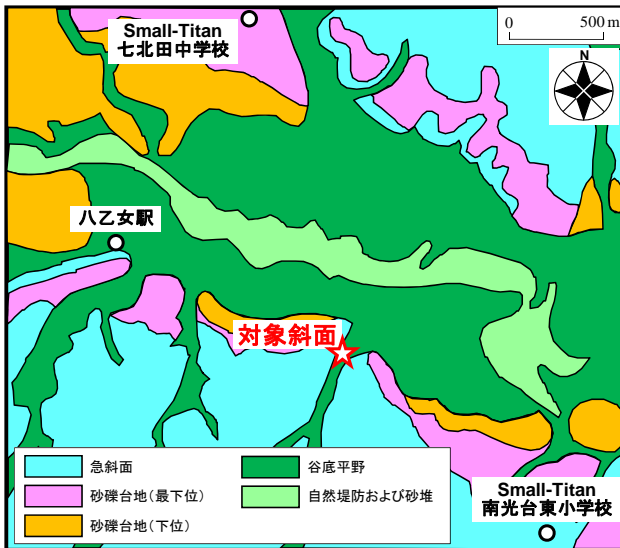 Small-Titan
七北田中学校
0 500 m
N
八乙女駅
対象斜面
急斜面
砂礫台地(最下位)
砂礫台地(下位)
谷底平野
自然堤防および砂堆
Small-Titan
南光台東小学校